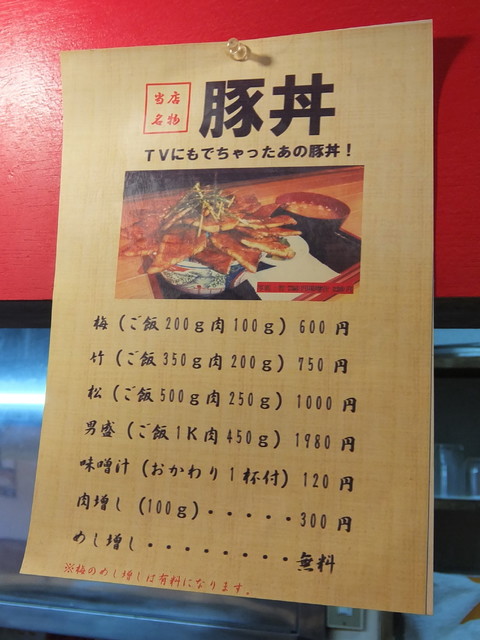 当店
名物
豚丼
TVにもでちゃったあの豚丼！
梅（ご飯200g肉100g）600円
竹（ご飯350g肉200g）750円
松（ご飯500g肉250g）1000円
男盛（ご飯1K肉450g）1980円
味噌汁（おかわり1杯付）120円
肉増し（100g）・・・・・300円
めし増し・・・・・・・・無料
※梅のめし増しは有料になります。